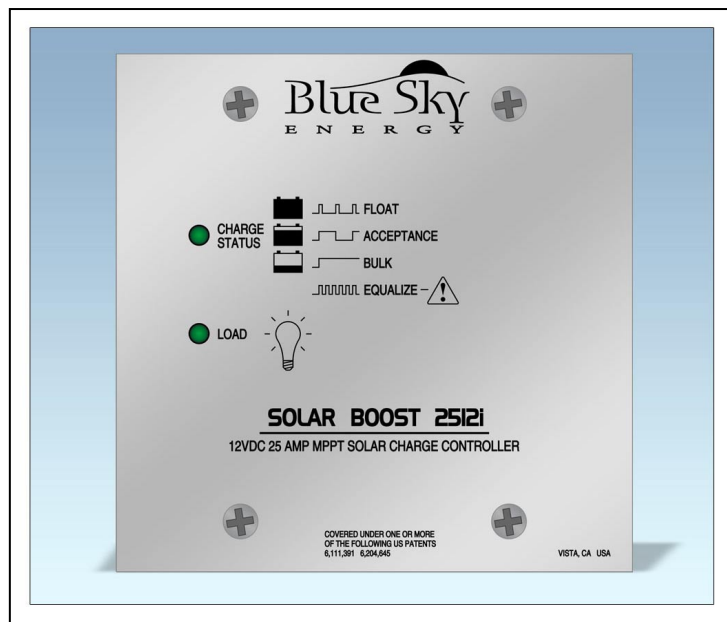 Blue Sky
ENERGY
FLOAT
CHARGE STATUS
ACCEPTANCE
BULK
EQUALIZE
LOAD
SOLAR BOOST 2512i
12VDC 25 AMP MPPT SOLAR CHARGE CONTROLLER
COVERED UNDER ONE OR MORE
OF THE FOLLOWING US PATENTS
6,111,391 6,204,645
VISTA, CA USA